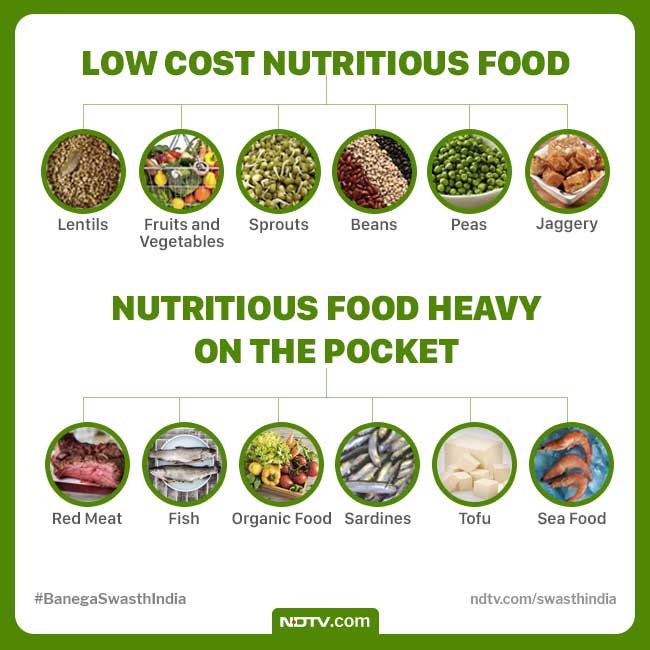 LOW COST NUTRITIOUS FOOD
Lentils
Fruits and
Vegetables
Sprouts
Beans
Peas
Jaggery
NUTRITIOUS FOOD HEAVY
ON THE POCKET
Red Meat
Fish
Organic Food
Sardines
Tofu
Sea Food
#BanegaSwasthIndia
ndtv.com/swasthindia
NDTV.com